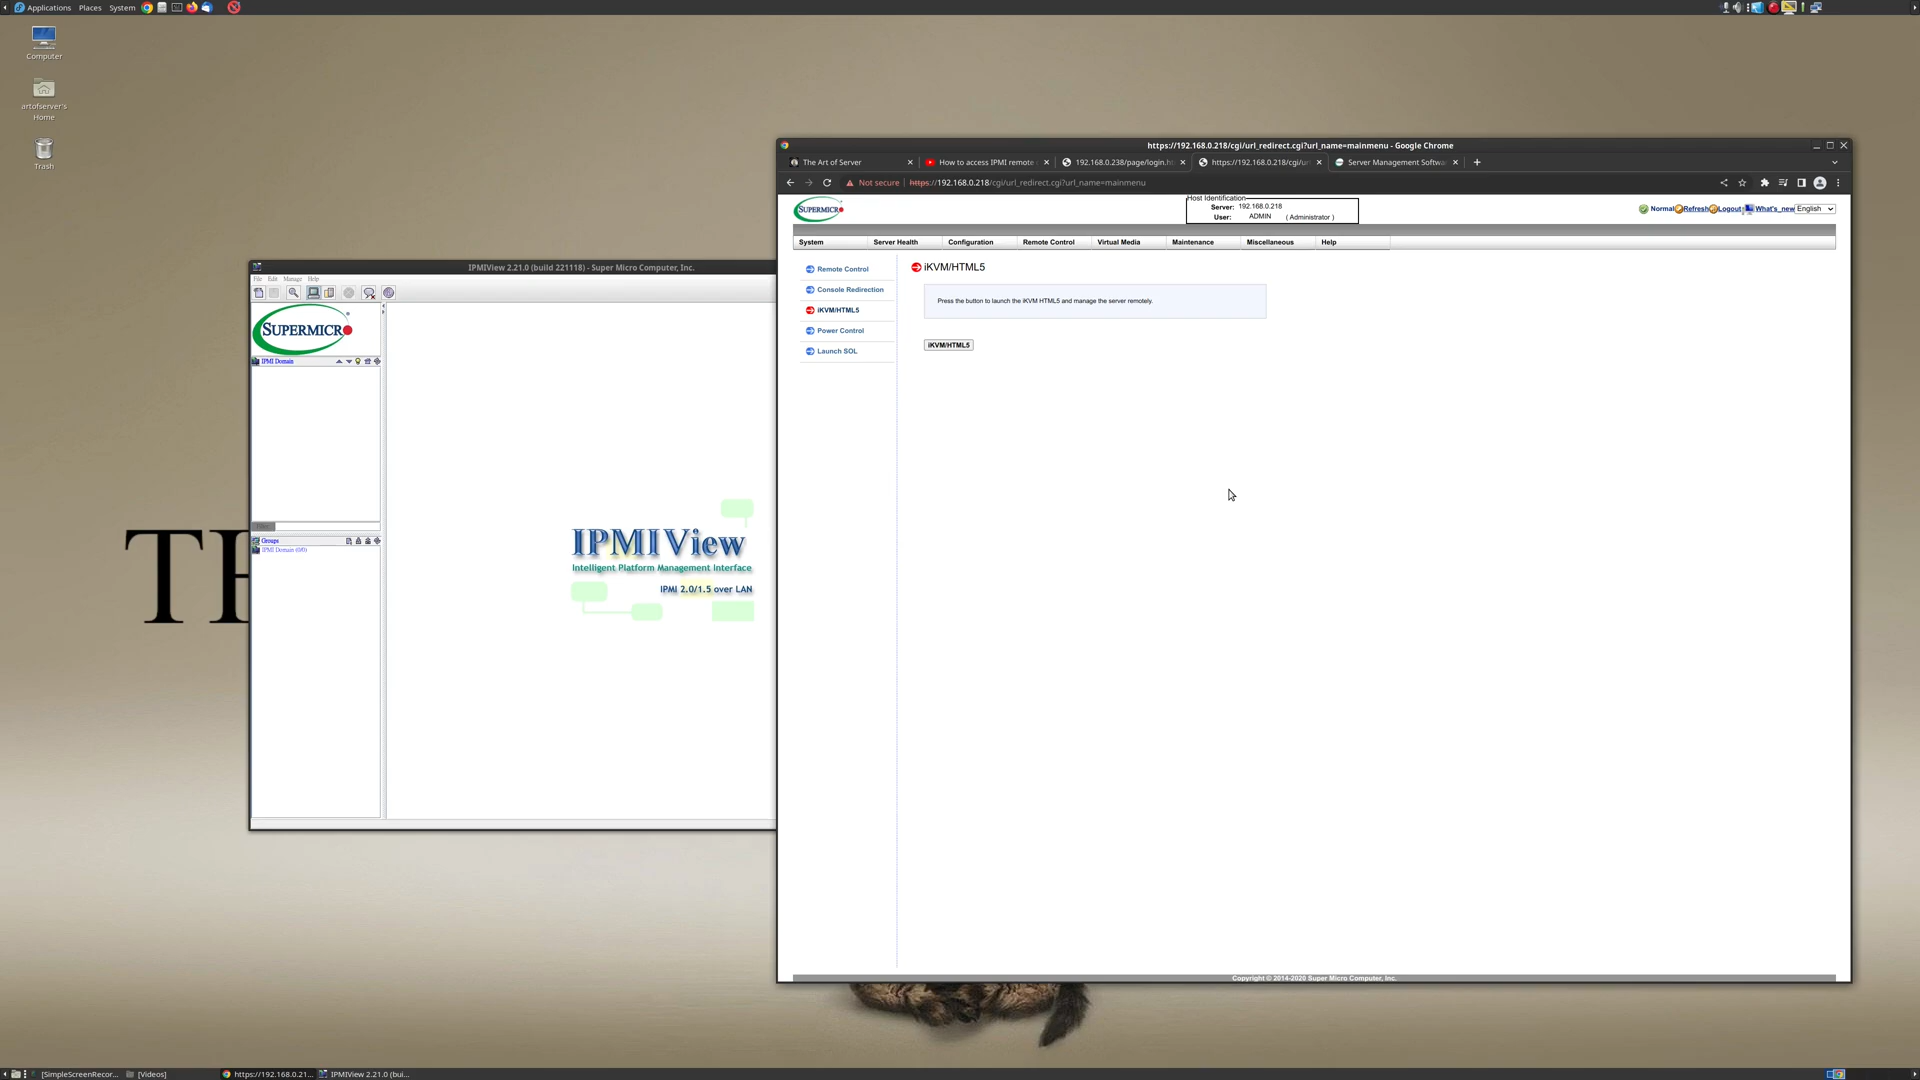 Applications Places System
Computer
artofserver's
Home
Trash
TH
IPMIView 2.21.0 (build 221118) - Super Micro Computer, Inc.
File Edit Manage Help
SUPERMICRO
IPMI Domain
Groups
IPMI Domain (0/0)
IPMIView
Intelligent Platform Management Interface
IPMI 2.0/1.5 over LAN
https://192.168.0.218/cgi/url_redirect.cgi?url_name=mainmenu - Google Chrome
The Art of Server
How to access IPMI remote
192.168.0.238/page/login.h
https://192.168.0.218/cgi/ur
Server Management Softwa
Not secure https://192.168.0.218/cgi/url_redirect.cgi?url_name=mainmenu
SUPERMICRO
Host Identification
Server: 192.168.0.218
User: ADMIN ( Administrator )
Normal Refresh Logout What's_new English
System Server Health Configuration Remote Control Virtual Media Maintenance Miscellaneous Help
Remote Control
Console Redirection
iKVM/HTML5
Power Control
Launch SOL
iKVM/HTML5
Press the button to launch the iKVM HTML5 and manage the server remotely.
iKVM/HTML5
Copyright © 2014-2020 Super Micro Computer, Inc.
[SimpleScreenRecor... [Videos] https://192.168.0.21... IPMIView 2.21.0 (bui...